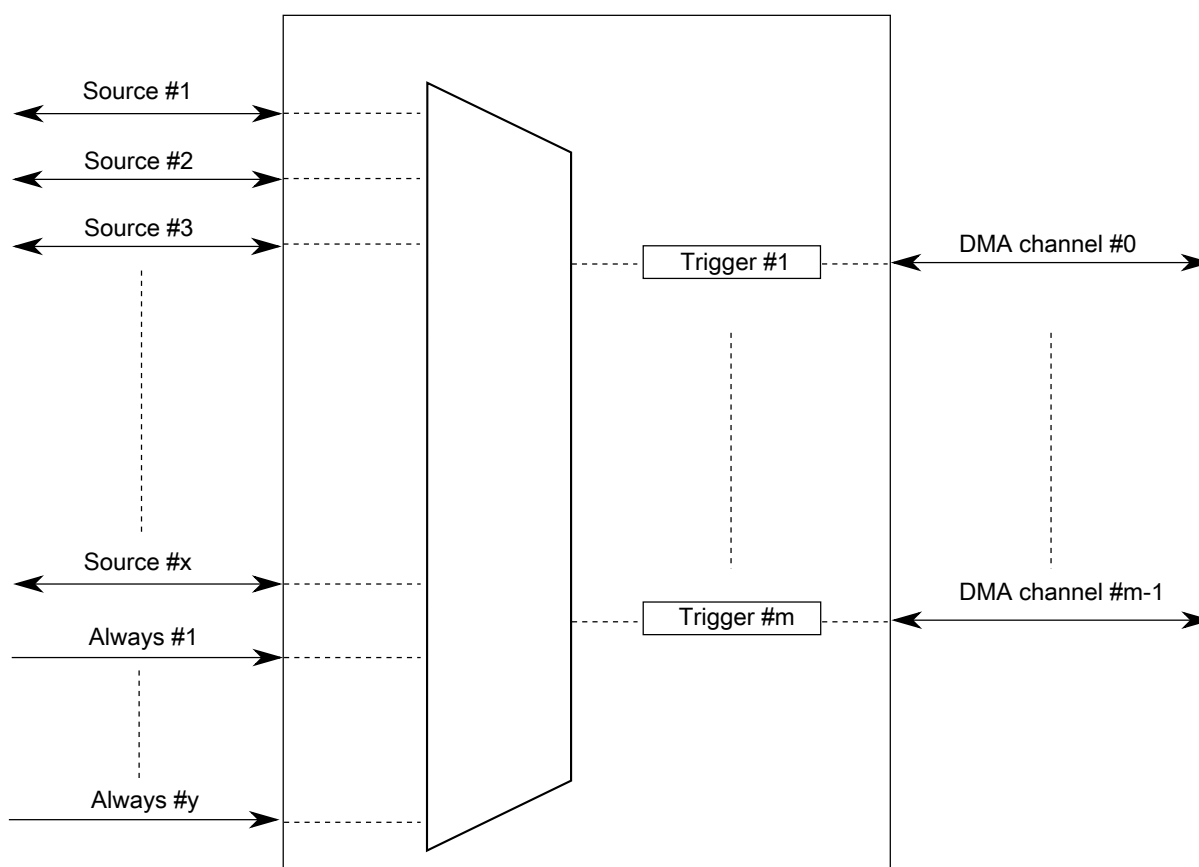 Source #1
Source #2
Source #3
Source #x
Always #1
Always #y
Trigger #1
Trigger #m
DMA channel #0
DMA channel #m-1